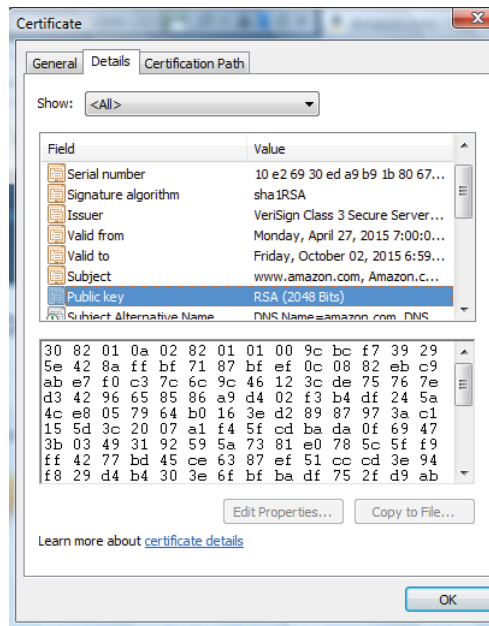 Certificate
General Details Certification Path
Show: <All>
Field Value
Serial number 10 e2 69 30 ed a9 b9 1b 80 67...
Signature algorithm sha1RSA
Issuer VeriSign Class 3 Secure Server...
Valid from Monday, April 27, 2015 7:00:0...
Valid to Friday, October 02, 2015 6:59...
Subject www.amazon.com, Amazon.c...
Public key RSA (2048 Bits)
Subject Alternative Name DNS Name=amazon.com, DNS
30 82 01 0a 02 82 01 01 00 9c bc f7 39 29
5e 42 8a ff bf 71 87 bf ef 0c 08 82 eb c9
ab e7 f0 c3 7c 6c 9c 46 12 3c de 75 76 7e
d3 42 96 65 85 86 a9 d4 02 f3 b4 df 24 5a
4c e8 05 79 64 b0 16 3e d2 89 87 97 3a c1
15 5d 3c 20 07 a1 f4 5f cd ba da 0f 69 47
3b 03 49 31 92 59 5a 73 81 e0 78 5c 5f f9
ff 42 77 bd 45 ce 63 87 ef 51 cc cd 3e 94
f8 29 d4 b4 30 3e 6f bf ba df 75 2f d9 ab
Edit Properties... Copy to File...
Learn more about certificate details
OK